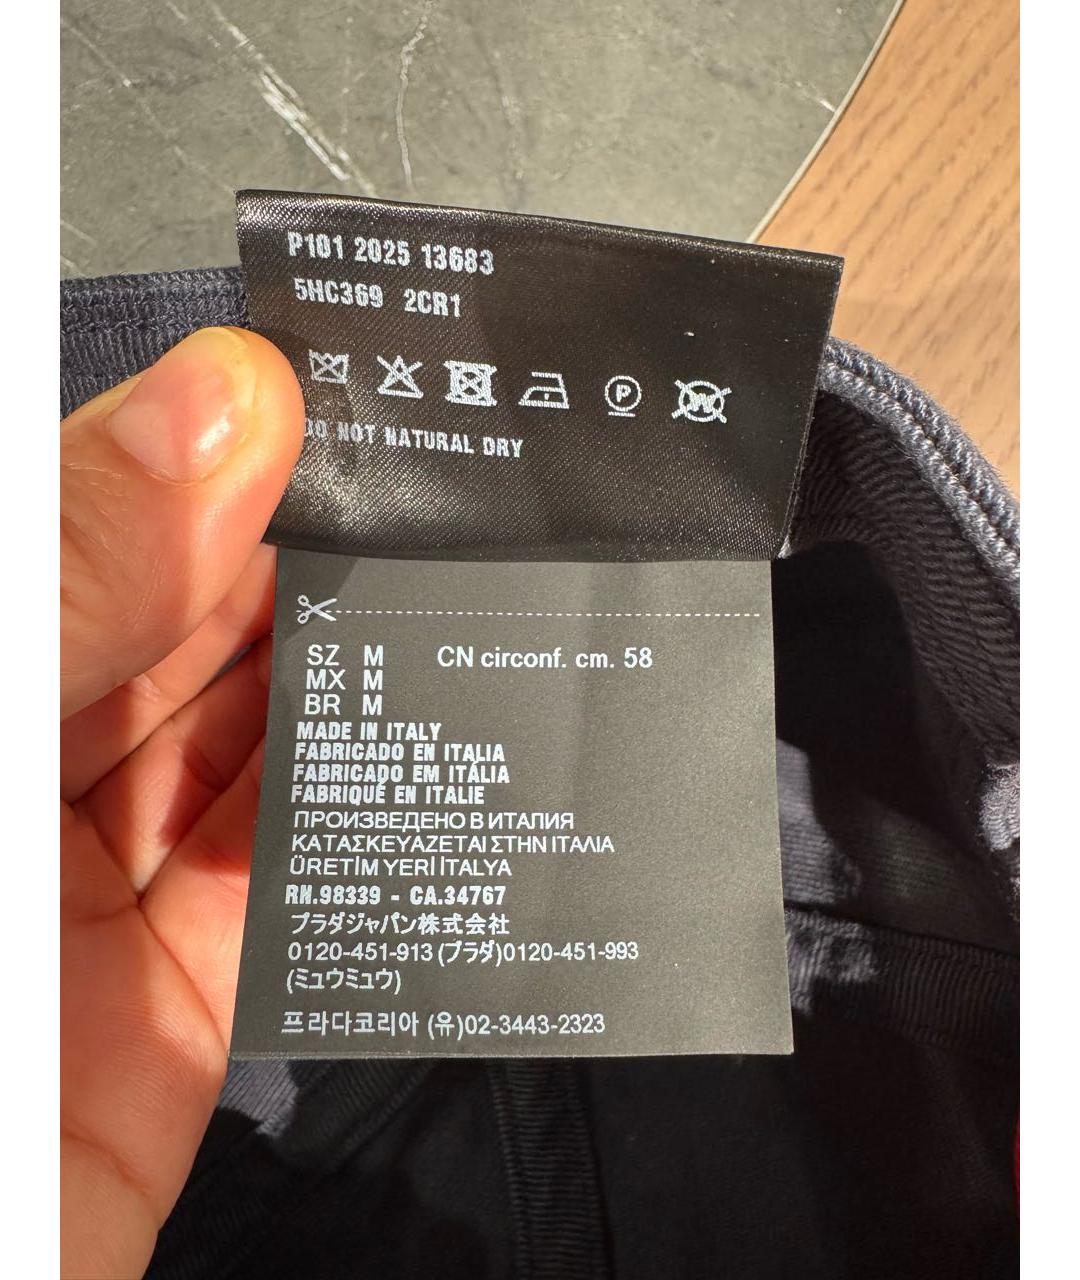 P101 2025 13683
5HC369 2CR1
P W
DO NOT NATURAL DRY
SZ M CN circonf. cm. 58
MX M
BR M
MADE IN ITALY
FABRICADO EN ITALIA
FABRICADO EM ITÁLIA
FABRIQUÉ EN ITALIE
ПРОИЗВЕДЕНО В ИТАЛИЯ
ΚΑΤΑΣΚΕΥΑΖΕΤΑΙ ΣΤΗΝ ΙΤΑΛΙΑ
ÜRETİM YERİ İTALYA
RN.98339 - CA.34767
プラダジャパン株式会社
0120-451-913 (プラダ)0120-451-993
(ミュウミュウ)
프라다코리아 (유)02-3443-2323